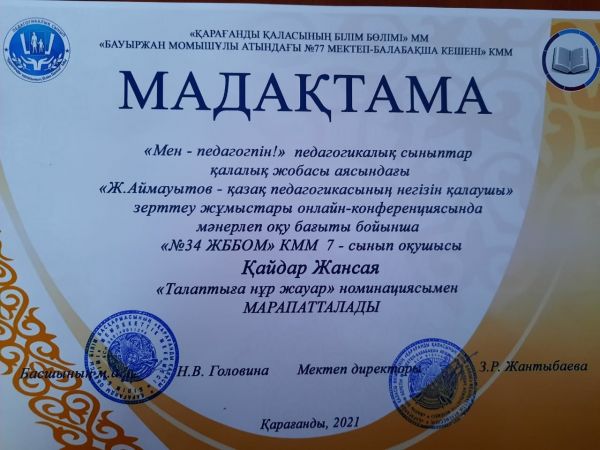 «ҚАРАҒАНДЫ ҚАЛАСЫНЫҢ БІЛІМ БӨЛІМІ» ММ
«БАУЫРЖАН МОМЫШҰЛЫ АТЫНДАҒЫ №77 МЕКТЕП-БАЛАБАҚША КЕШЕНІ» КММ
МАДАҚТАМА
«Мен - педагогпін!» педагогикалық сыныптар
қалалық жобасы аясындағы
«Ж.Аймауытов - қазақ педагогикасының негізін қалаушы»
зерттеу жұмыстары онлайн-конференциясында
мәнерлеп оқу бағыты бойынша
«№34 ЖББОМ» КММ 7 - сынып оқушысы
Қайдар Жансая
«Талаптыға нұр жауар» номинациясымен
МАРАПАТТАЛАДЫ
Басшының м.а. Н.В. Головина Мектеп директоры З.Р. Жантыбаева
Қарағанды, 2021